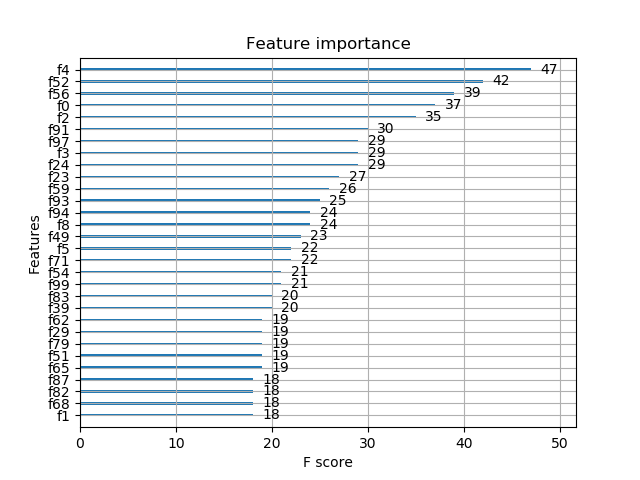 Feature importance
f4 47
f52 42
f56 39
f0 37
f2 35
f91 30
f97 29
f3 29
f24 29
f23 27
f59 26
f93 25
f94 24
f8 24
f49 23
f5 22
f71 22
f54 21
f99 21
f83 20
f39 20
f62 19
f29 19
f79 19
f51 19
f65 19
f87 18
f82 18
f68 18
f1 18
Features
0 10 20 30 40 50
F score